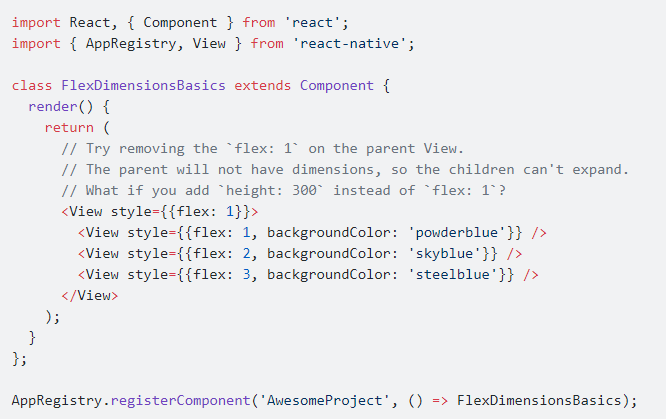 import React, { Component } from 'react';
import { AppRegistry, View } from 'react-native';

class FlexDimensionsBasics extends Component {
  render() {
    return (
      // Try removing the `flex: 1` on the parent View.
      // The parent will not have dimensions, so the children can't expand.
      // What if you add `height: 300` instead of `flex: 1`?
      <View style={{flex: 1}}>
        <View style={{flex: 1, backgroundColor: 'powderblue'}} />
        <View style={{flex: 2, backgroundColor: 'skyblue'}} />
        <View style={{flex: 3, backgroundColor: 'steelblue'}} />
      </View>
    );
  }
};

AppRegistry.registerComponent('AwesomeProject', () => FlexDimensionsBasics);